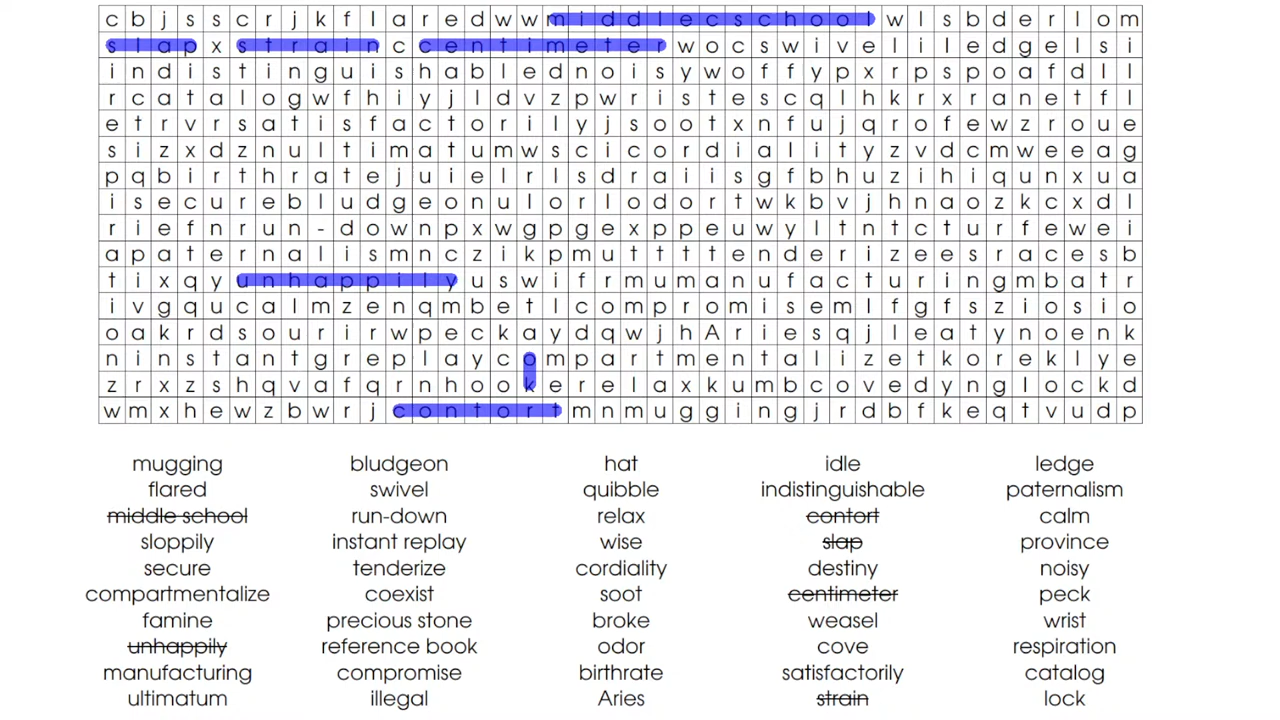 c b j s s c r j k f l a r e d w w m i d d l e c s c h o o l w l s b d e r l o m
s l a p x s t r a i n c c e n t i m e t e r w o c s w i v e l i l e d g e l s i
i n d i s t i n g u i s h a b l e d n o i s y w o f f y p x r p s p o a f d l l
r c a t a l o g w f h i y j l d v z p w r i s t e s c q l h k r x r a n e t f l
e t r v r s a t i s f a c t o r i l y j s o o t x n f u j q r o f e w z r o u e
s i z x d z n u l t i m a t u m w s c i c o r d i a l i t y z v d c m w e e a g
p q b i r t h r a t e j u i e l r l s d r a i i s g f b h u z i h i q u n x u a
i s e c u r e b l u d g e o n u l o r l o d o r t w k b v j h n a o z k c x d l
r i e f n r u n - d o w n p x w g p g e x p p e u w y l t n t c t u r f e w e i
a p a t e r n a l i s m n c z i k p m u t t t t e n d e r i z e e s r a c e s b
t i x q y u n h a p p i l y u s w i f r m u m a n u f a c t u r i n g m b a t r
i v g q u c a l m z e n q m b e t l c o m p r o m i s e m l f g f s z i o s i o
o a k r d s o u r i r w p e c k a y d q w j h A r i e s q j l e a t y n o e n k
n i n s t a n t g r e p l a y c o m p a r t m e n t a l i z e t k o r e k l y e
z r x z s h q v a f q r n h o o k e r e l a x k u m b c o v e d y n g l o c k d
w m x h e w z b w r j c o n t o r t m n m u g g i n g j r d b f k e q t v u d p
mugging bludgeon hat idle ledge
flared swivel quibble indistinguishable paternalism
middle school run-down relax contort calm
sloppily instant replay wise slap province
secure tenderize cordiality destiny noisy
compartmentalize coexist soot centimeter peck
famine precious stone broke weasel wrist
unhappily reference book odor cove respiration
manufacturing compromise birthrate satisfactorily catalog
ultimatum illegal Aries strain lock